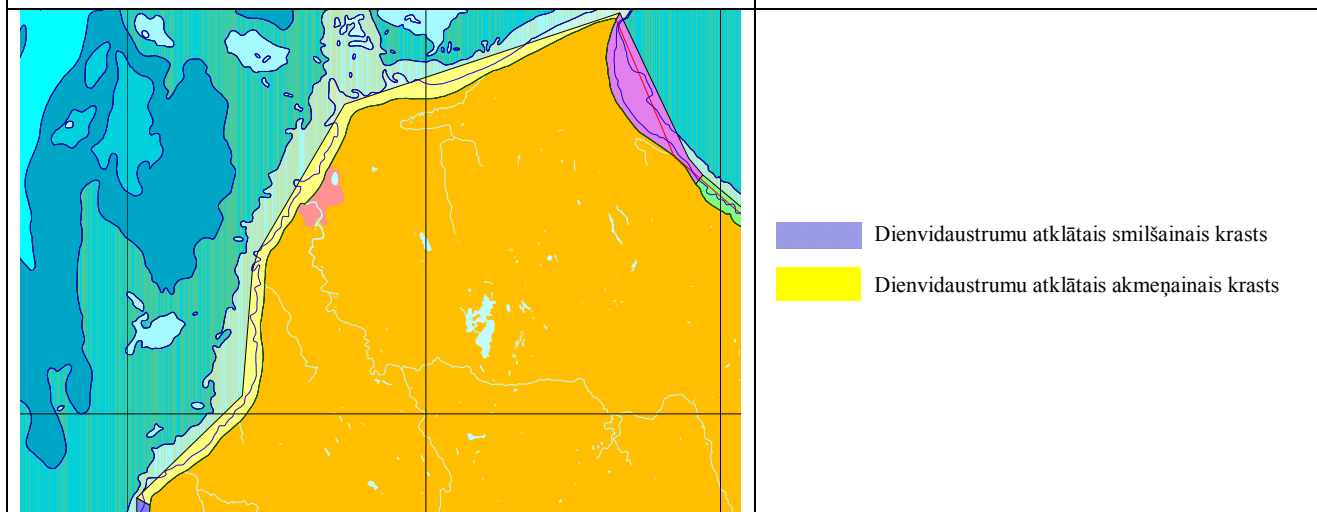 Dienvidaustrumu atklātais smilšainais krasts
Dienvidaustrumu atklātais akmeņainais krasts